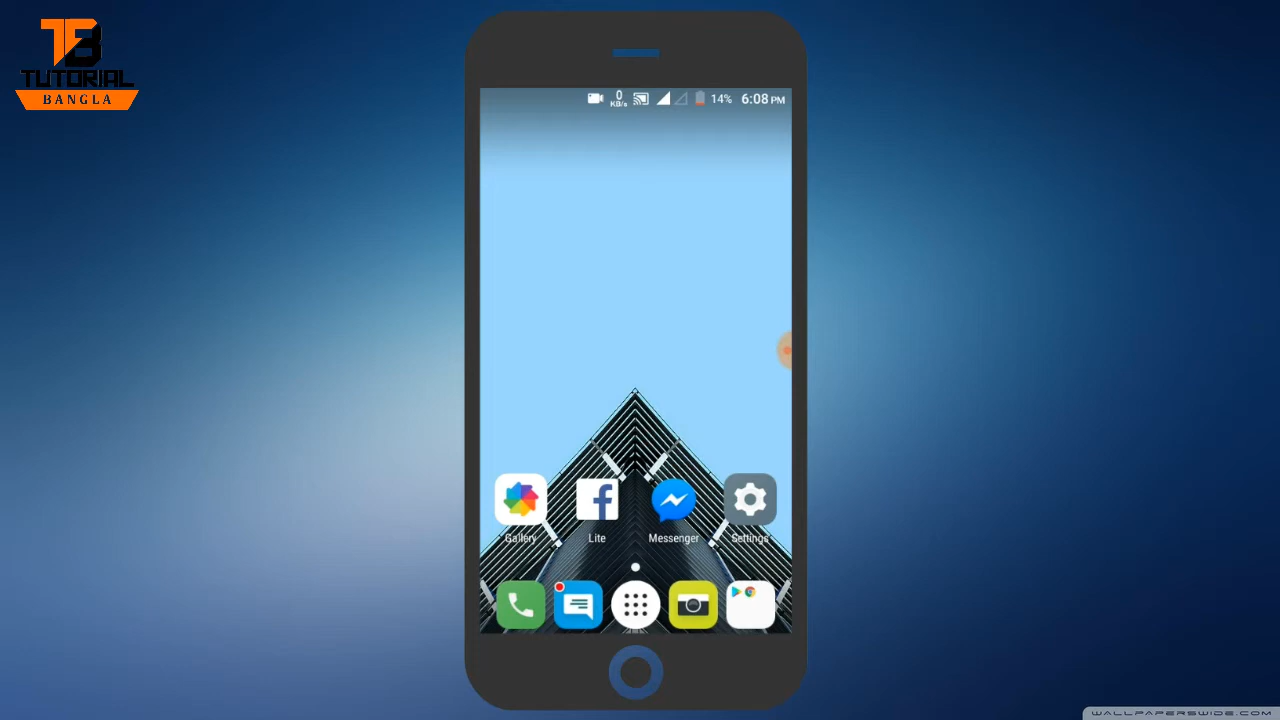 TB
TUTORIAL
BANGLA
0
KB/s
14% 6:08 PM
Gallery Lite Messenger Settings
WALLPAPERSWIDE.COM